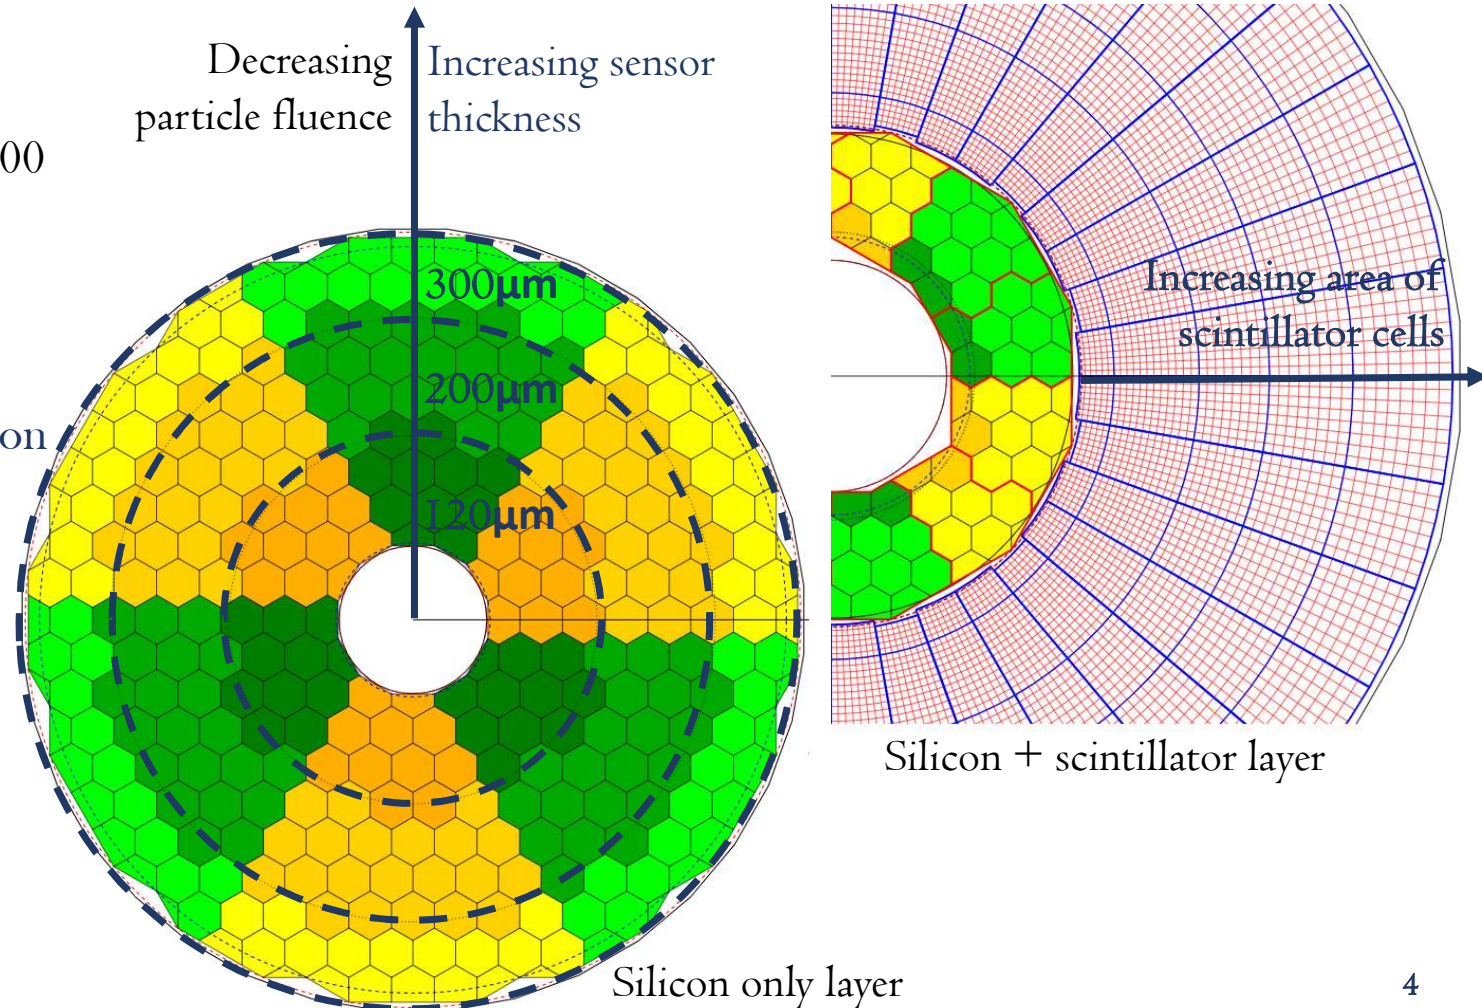 Decreasing
particle fluence
Increasing sensor
thickness
00
on
300μm
200μm
120μm
Increasing area of
scintillator cells
Silicon + scintillator layer
Silicon only layer
4